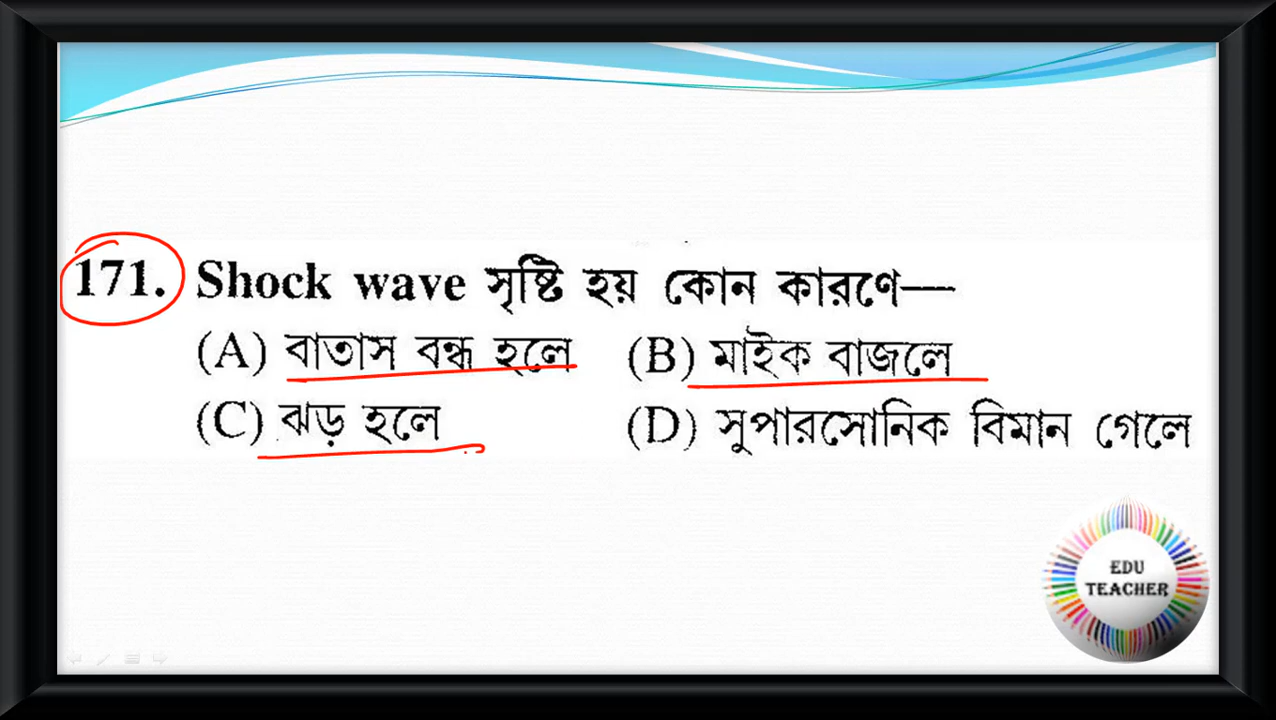 171. Shock wave সৃষ্টি হয় কোন কারণে—
(A) বাতাস বন্ধ হলে (B) মাইক বাজলে
(C) ঝড় হলে (D) সুপারসোনিক বিমান গেলে
EDU
TEACHER